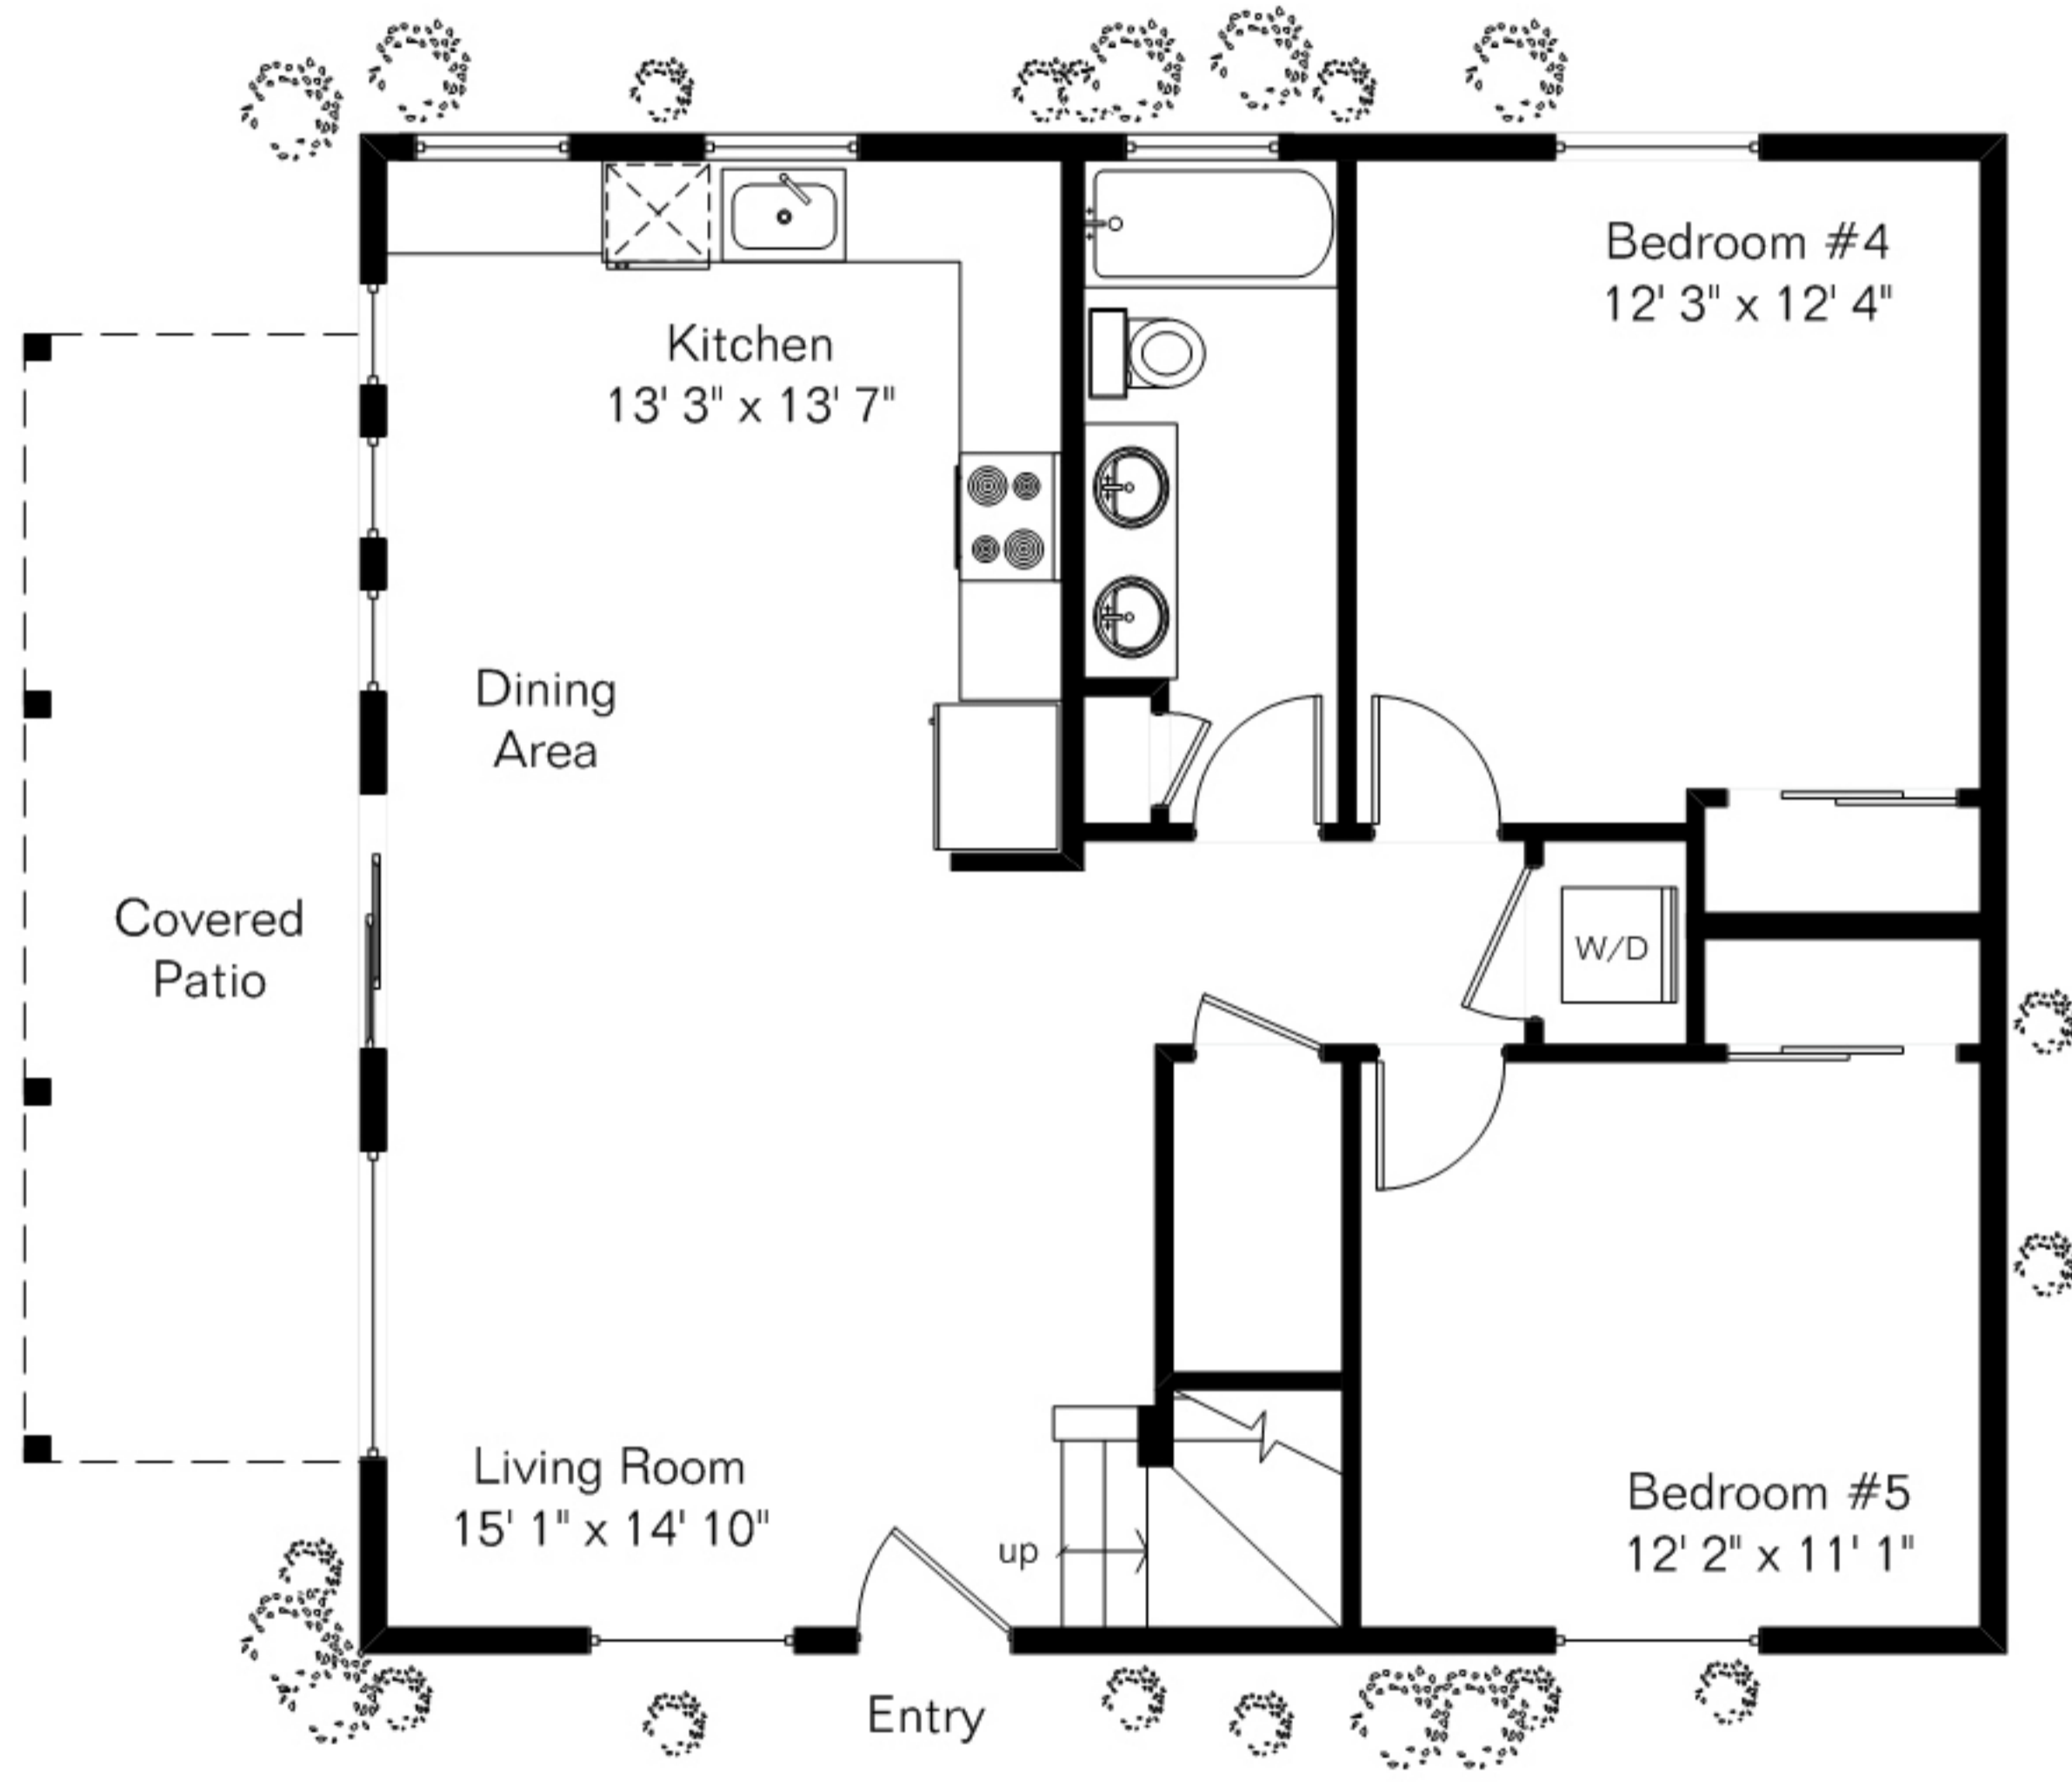 Bedroom #4
12' 3" x 12' 4"
Kitchen
13' 3" x 13' 7"
Dining
Area
Covered
Patio
W/D
Living Room
15' 1" x 14' 10"
up
Bedroom #5
12' 2" x 11' 1"
Entry